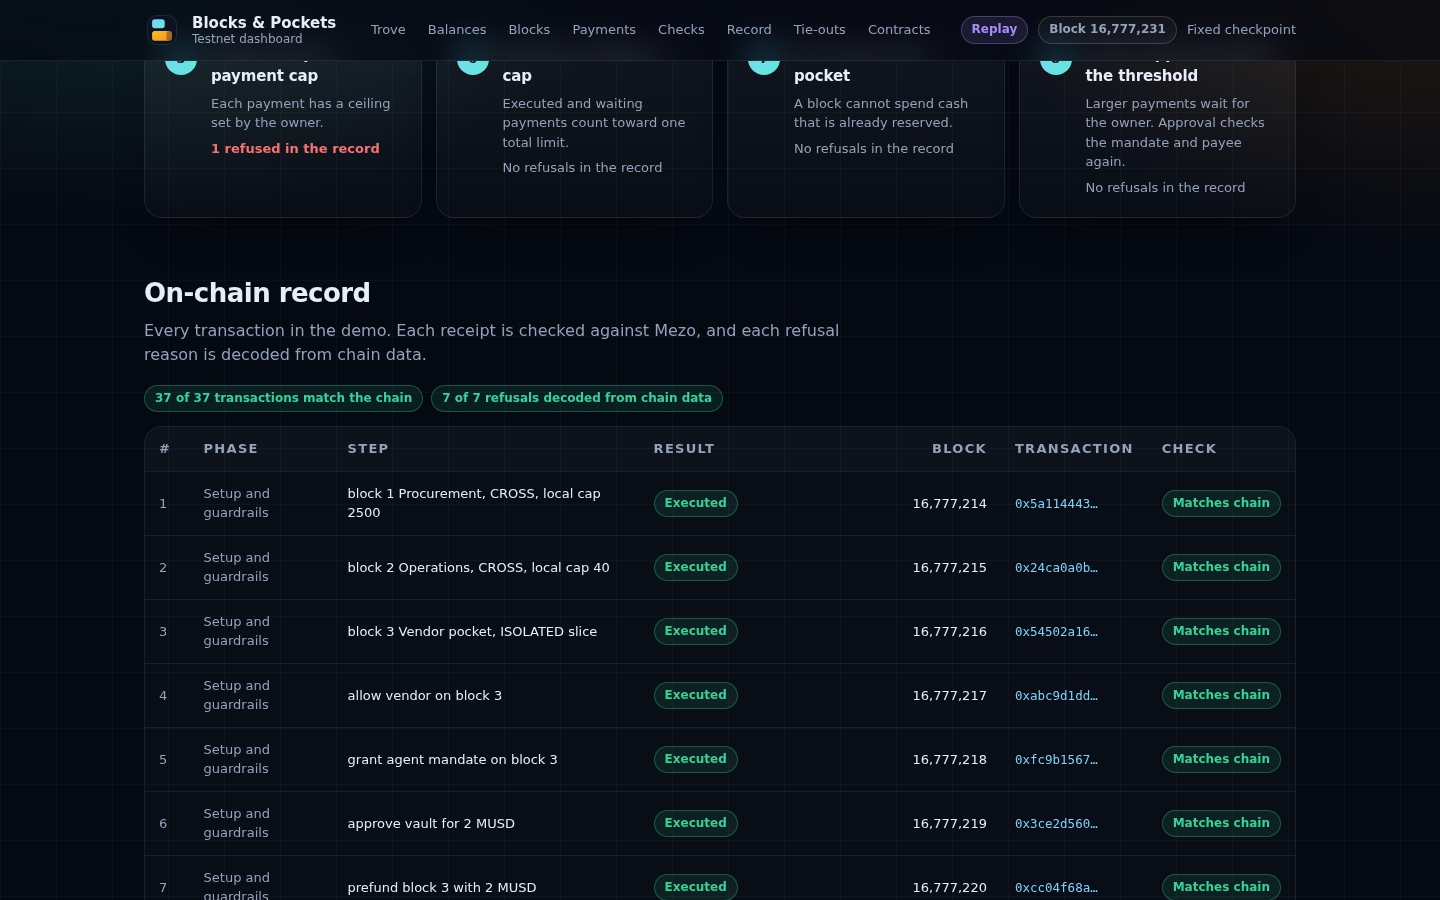 Blocks & Pockets
Testnet dashboard
Trove Balances Blocks Payments Checks Record Tie-outs Contracts
Replay Block 16,777,231 Fixed checkpoint
payment cap
Each payment has a ceiling
set by the owner.
1 refused in the record
cap
Executed and waiting
payments count toward one
total limit.
No refusals in the record
pocket
A block cannot spend cash
that is already reserved.
No refusals in the record
the threshold
Larger payments wait for
the owner. Approval checks
the mandate and payee
again.
No refusals in the record
On-chain record
Every transaction in the demo. Each receipt is checked against Mezo, and each refusal
reason is decoded from chain data.
37 of 37 transactions match the chain 7 of 7 refusals decoded from chain data
# PHASE STEP RESULT BLOCK TRANSACTION CHECK
1 Setup and guardrails block 1 Procurement, CROSS, local cap 2500 Executed 16,777,214 0x5a114443… Matches chain
2 Setup and guardrails block 2 Operations, CROSS, local cap 40 Executed 16,777,215 0x24ca0a0b… Matches chain
3 Setup and guardrails block 3 Vendor pocket, ISOLATED slice Executed 16,777,216 0x54502a16… Matches chain
4 Setup and guardrails allow vendor on block 3 Executed 16,777,217 0xabc9d1dd… Matches chain
5 Setup and guardrails grant agent mandate on block 3 Executed 16,777,218 0xfc9b1567… Matches chain
6 Setup and guardrails approve vault for 2 MUSD Executed 16,777,219 0x3ce2d560… Matches chain
7 Setup and guardrails prefund block 3 with 2 MUSD Executed 16,777,220 0xcc04f68a… Matches chain